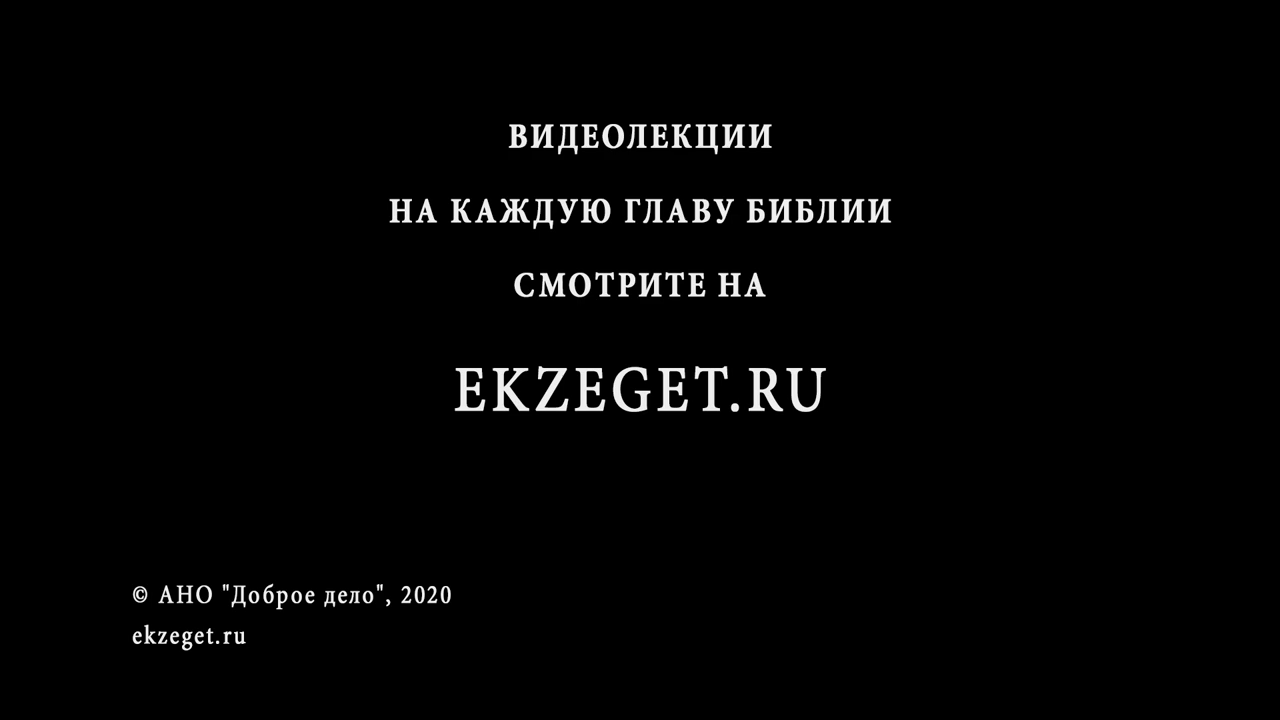 ВИДЕОЛЕКЦИИ
НА КАЖДУЮ ГЛАВУ БИБЛИИ
СМОТРИТЕ НА
EKZEGET.RU
© АНО "Доброе дело", 2020
ekzeget.ru